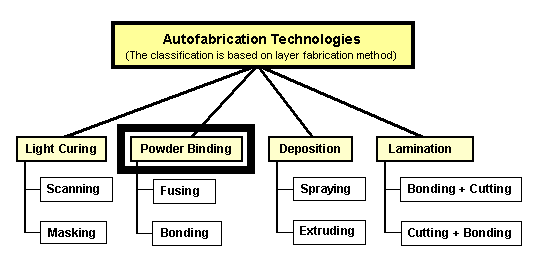 Autofabrication Technologies
(The classification is based on layer fabrication method)
Light Curing
Powder Binding
Deposition
Lamination
Scanning
Fusing
Spraying
Bonding + Cutting
Masking
Bonding
Extruding
Cutting + Bonding